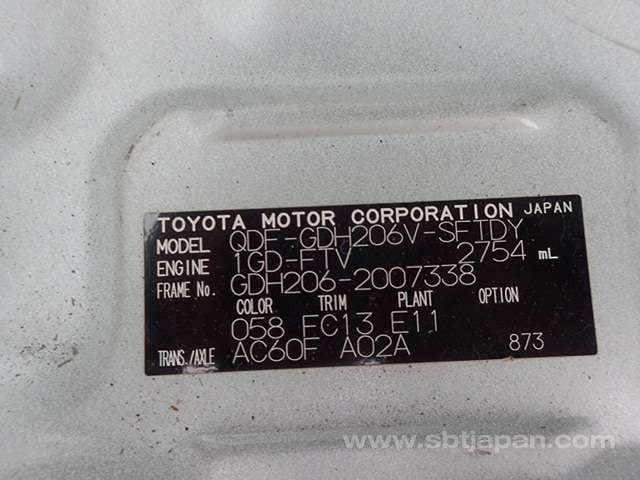 TOYOTA MOTOR CORPORATION JAPAN
MODEL QDF-GDH206V-SFTDY
ENGINE 1GD-FTV 2754 mL
FRAME No. GDH206-2007338
COLOR TRIM PLANT OPTION
058 FC13 E11
TRANS./AXLE AC60F A02A 873
www.sbtjapan.com